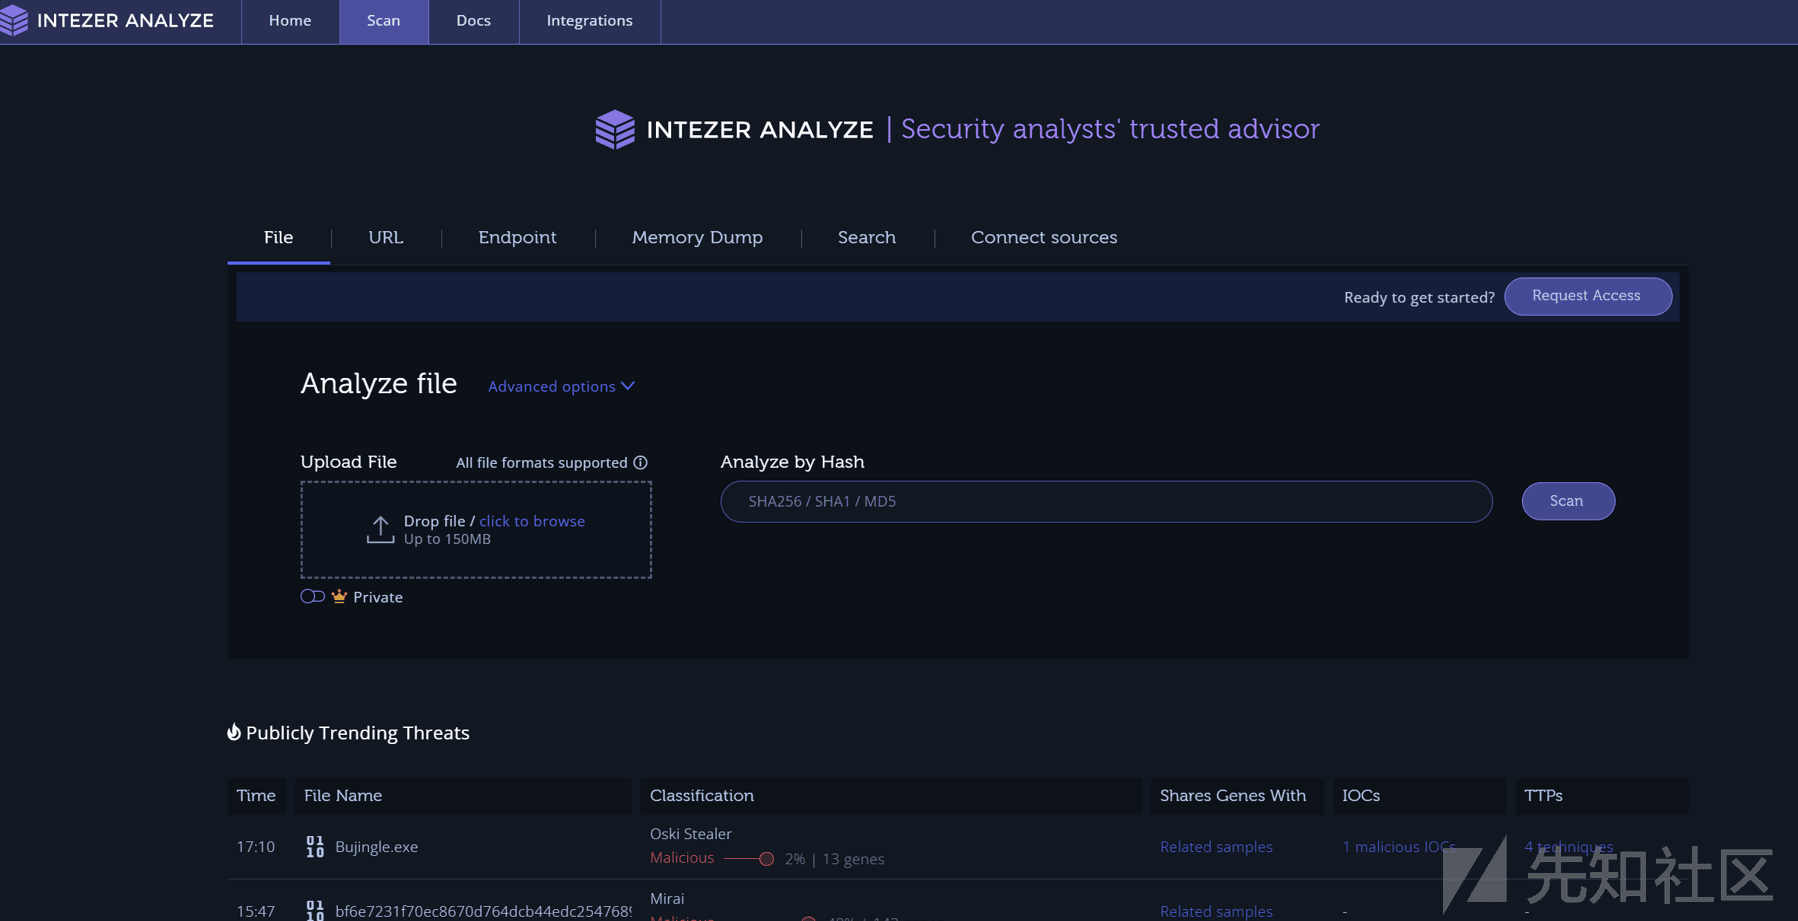 INTEZER ANALYZE Home Scan Docs Integrations
INTEZER ANALYZE | Security analysts' trusted advisor
File URL Endpoint Memory Dump Search Connect sources
Ready to get started? Request Access
Analyze file Advanced options
Upload File All file formats supported Analyze by Hash
Drop file / click to browse
Up to 150MB
SHA256 / SHA1 / MD5 Scan
Private
Publicly Trending Threats
Time File Name Classification Shares Genes With IOCs TTPs
Oski Stealer
17:10 Bujingle.exe Related samples 1 malicious IOCs 4 techniques
Malicious 2% | 13 genes
先知社区
Mirai
15:47 bf6e7231f70ec8670d764dcb44edc2547689 Related samples - -
Malicious